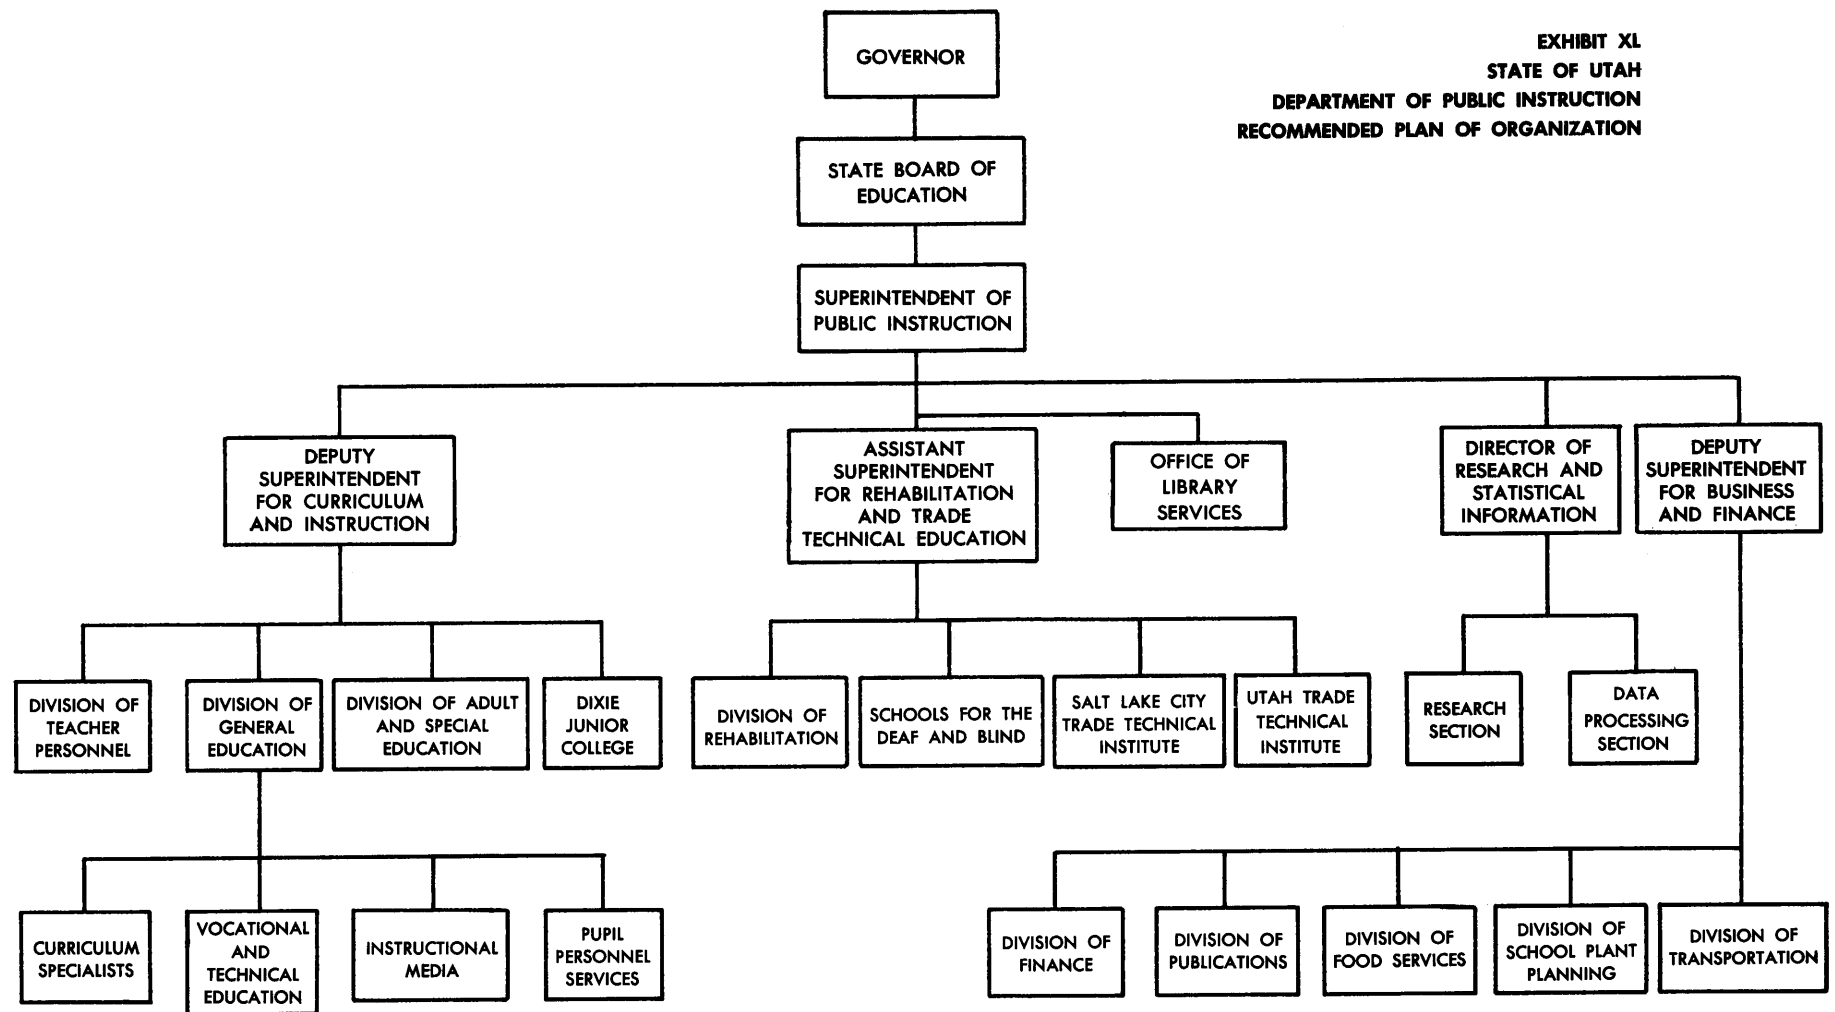 EXHIBIT XL
STATE OF UTAH
DEPARTMENT OF PUBLIC INSTRUCTION
RECOMMENDED PLAN OF ORGANIZATION
GOVERNOR
STATE BOARD OF
EDUCATION
SUPERINTENDENT OF
PUBLIC INSTRUCTION
DEPUTY
SUPERINTENDENT
FOR CURRICULUM
AND INSTRUCTION
ASSISTANT
SUPERINTENDENT
FOR REHABILITATION
AND TRADE
TECHNICAL EDUCATION
OFFICE OF
LIBRARY
SERVICES
DIRECTOR OF
RESEARCH AND
STATISTICAL
INFORMATION
DEPUTY
SUPERINTENDENT
FOR BUSINESS
AND FINANCE
DIVISION OF
TEACHER
PERSONNEL
DIVISION OF
GENERAL
EDUCATION
DIVISION OF ADULT
AND SPECIAL
EDUCATION
DIXIE
JUNIOR
COLLEGE
DIVISION OF
REHABILITATION
SCHOOLS FOR THE
DEAF AND BLIND
SALT LAKE CITY
TRADE TECHNICAL
INSTITUTE
UTAH TRADE
TECHNICAL
INSTITUTE
RESEARCH
SECTION
DATA
PROCESSING
SECTION
CURRICULUM
SPECIALISTS
VOCATIONAL
AND
TECHNICAL
EDUCATION
INSTRUCTIONAL
MEDIA
PUPIL
PERSONNEL
SERVICES
DIVISION OF
FINANCE
DIVISION OF
PUBLICATIONS
DIVISION OF
FOOD SERVICES
DIVISION OF
SCHOOL PLANT
PLANNING
DIVISION OF
TRANSPORTATION